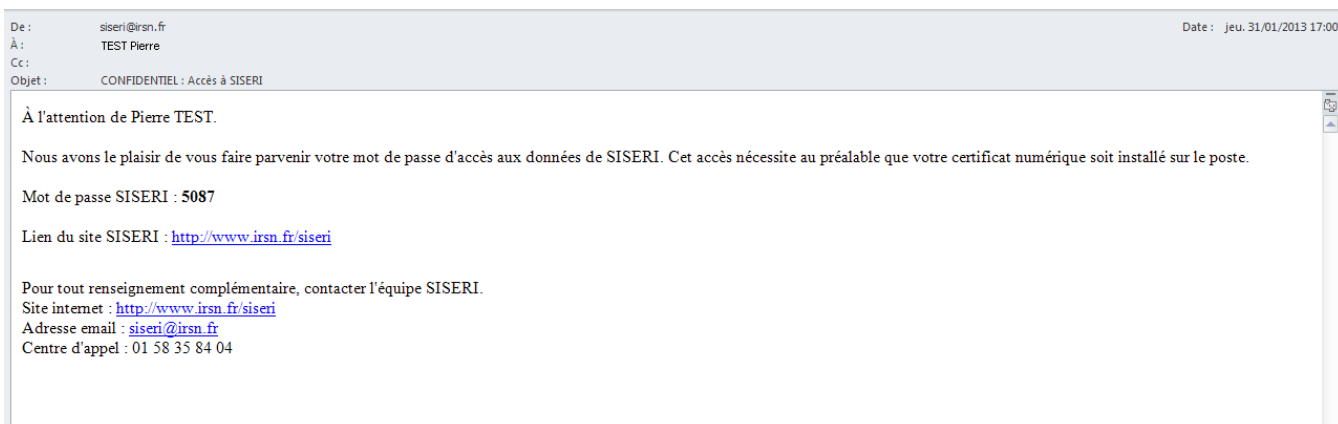 De : siseri@irsn.fr Date : jeu. 31/01/2013 17:00
À : TEST Pierre
Cc :
Objet : CONFIDENTIEL : Accès à SISERI
À l'attention de Pierre TEST.
Nous avons le plaisir de vous faire parvenir votre mot de passe d'accès aux données de SISERI. Cet accès nécessite au préalable que votre certificat numérique soit installé sur le poste.
Mot de passe SISERI : 5087
Lien du site SISERI : http://www.irsn.fr/siseri
Pour tout renseignement complémentaire, contacter l'équipe SISERI.
Site internet : http://www.irsn.fr/siseri
Adresse email : siseri@irsn.fr
Centre d'appel : 01 58 35 84 04